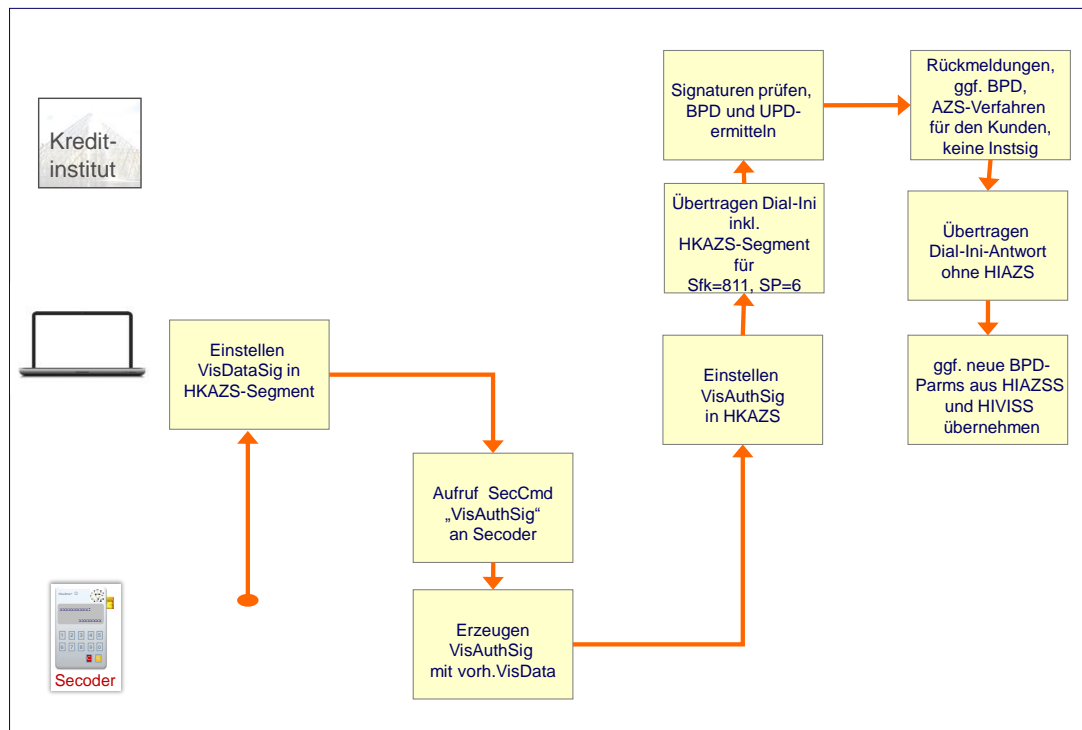 Kredit-
institut
Secoder
Einstellen
VisDataSig in
HKAZS-Segment
Aufruf SecCmd
„VisAuthSig“
an Secoder
Erzeugen
VisAuthSig
mit vorh.VisData
Einstellen
VisAuthSig
in HKAZS
Übertragen Dial-Ini
inkl.
HKAZS-Segment
für
Sfk=811, SP=6
Signaturen prüfen,
BPD und UPD-
ermitteln
Rückmeldungen,
ggf. BPD,
AZS-Verfahren
für den Kunden,
keine Instsig
Übertragen
Dial-Ini-Antwort
ohne HIAZS
ggf. neue BPD-
Parms aus HIAZSS
und HIVISS
übernehmen